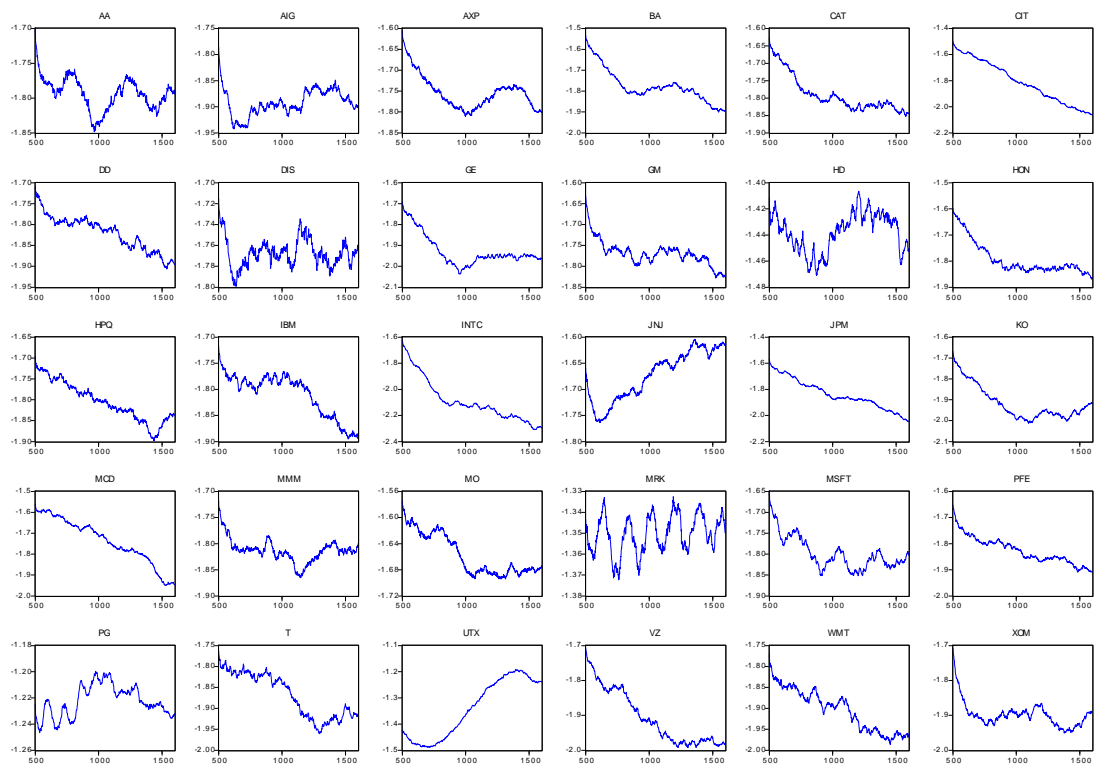 AA
-1.70
-1.75
-1.80
-1.85
500 1000 1500
AIG
-1.75
-1.80
-1.85
-1.90
-1.95
500 1000 1500
AXP
-1.60
-1.65
-1.70
-1.75
-1.80
-1.85
500 1000 1500
BA
-1.5
-1.6
-1.7
-1.8
-1.9
-2.0
500 1000 1500
CAT
-1.60
-1.65
-1.70
-1.75
-1.80
-1.85
-1.90
500 1000 1500
CIT
-1.4
-1.6
-1.8
-2.0
-2.2
500 1000 1500
DD
-1.70
-1.75
-1.80
-1.85
-1.90
-1.95
500 1000 1500
DIS
-1.70
-1.72
-1.74
-1.76
-1.78
-1.80
500 1000 1500
GE
-1.6
-1.7
-1.8
-1.9
-2.0
-2.1
500 1000 1500
GM
-1.60
-1.65
-1.70
-1.75
-1.80
500 1000 1500
HD
-1.40
-1.42
-1.44
-1.46
-1.48
500 1000 1500
HON
-1.5
-1.6
-1.7
-1.8
-1.9
500 1000 1500
HPQ
-1.65
-1.70
-1.75
-1.80
-1.85
-1.90
500 1000 1500
IBM
-1.70
-1.75
-1.80
-1.85
-1.90
500 1000 1500
INTC
-1.6
-1.8
-2.0
-2.2
-2.4
500 1000 1500
JNJ
-1.60
-1.65
-1.70
-1.75
-1.80
500 1000 1500
JPM
-1.4
-1.6
-1.8
-2.0
-2.2
500 1000 1500
KO
-1.6
-1.7
-1.8
-1.9
-2.0
-2.1
500 1000 1500
MCD
-1.5
-1.6
-1.7
-1.8
-1.9
-2.0
500 1000 1500
MMM
-1.70
-1.75
-1.80
-1.85
-1.90
500 1000 1500
MO
-1.56
-1.60
-1.64
-1.68
-1.72
500 1000 1500
MRK
-1.33
-1.34
-1.35
-1.36
-1.37
-1.38
500 1000 1500
MSFT
-1.65
-1.70
-1.75
-1.80
-1.85
-1.90
500 1000 1500
PFE
-1.6
-1.7
-1.8
-1.9
-2.0
500 1000 1500
PG
-1.18
-1.20
-1.22
-1.24
-1.26
500 1000 1500
T
-1.75
-1.80
-1.85
-1.90
-1.95
-2.00
500 1000 1500
UTX
-1.1
-1.2
-1.3
-1.4
-1.5
500 1000 1500
VZ
-1.7
-1.8
-1.9
-2.0
500 1000 1500
WMT
-1.75
-1.80
-1.85
-1.90
-1.95
-2.00
500 1000 1500
XOM
-1.7
-1.8
-1.9
-2.0
500 1000 1500